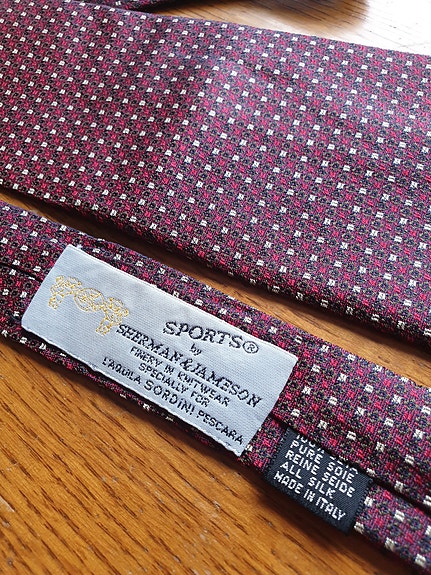 SPORTS®
by
SHERMAN & JAMESON
FINERY IN KNITWEAR
SPECIALLY FOR
L'AQUILA SORDINI PESCARA
PURE SOIE
REINE SEIDE
ALL SILK
MADE IN ITALY